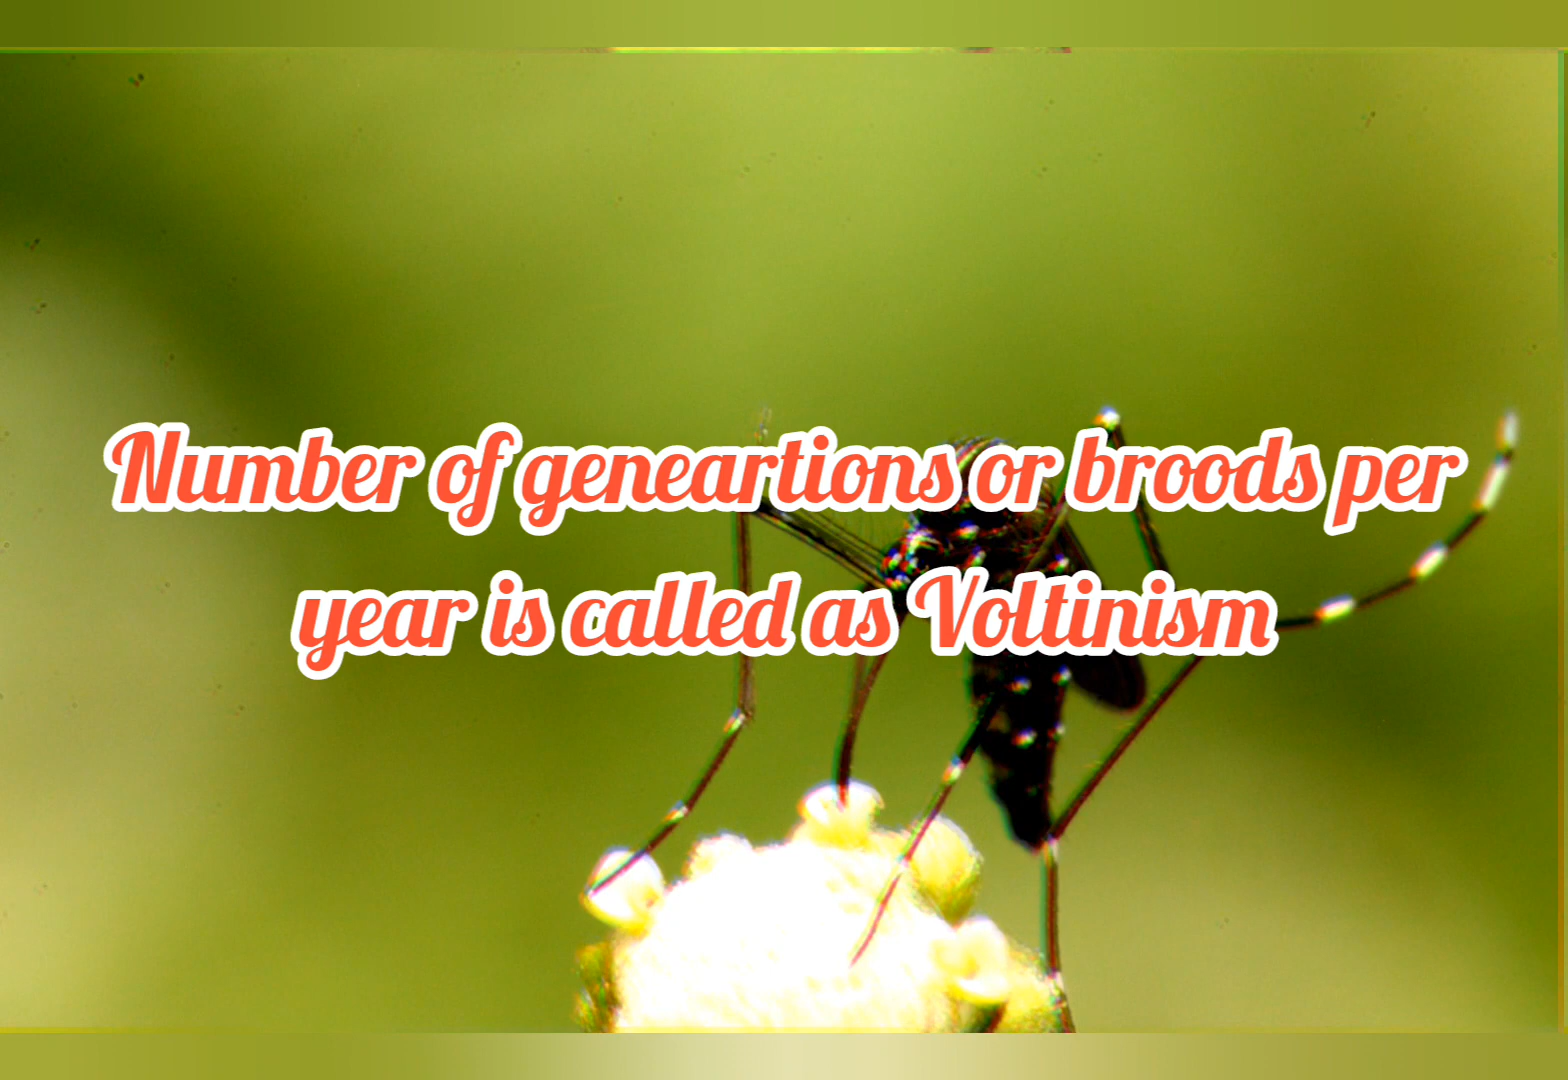 Number of geneartions or broods per
year is called as Voltinism